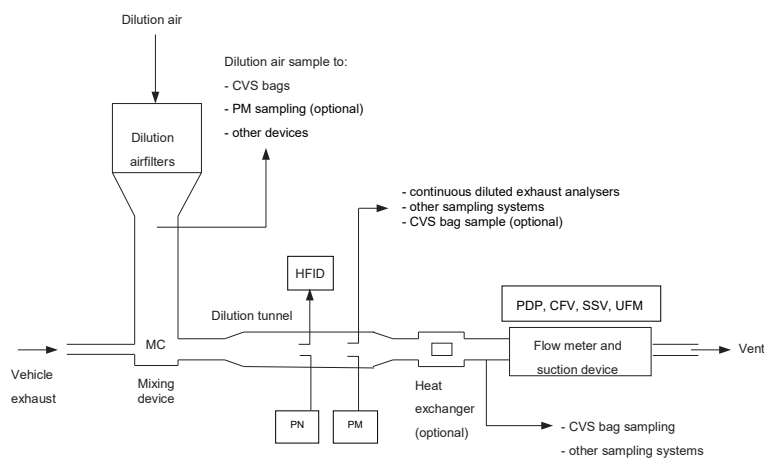 Dilution air
Dilution air sample to:
- CVS bags
- PM sampling (optional)
- other devices
Dilution
airfilters
- continuous diluted exhaust analysers
- other sampling systems
- CVS bag sample (optional)
HFID
PDP, CFV, SSV, UFM
Dilution tunnel
MC
Flow meter and
suction device
Vent
Vehicle
exhaust
Mixing
device
Heat
exchanger
(optional)
PN
PM
- CVS bag sampling
- other sampling systems